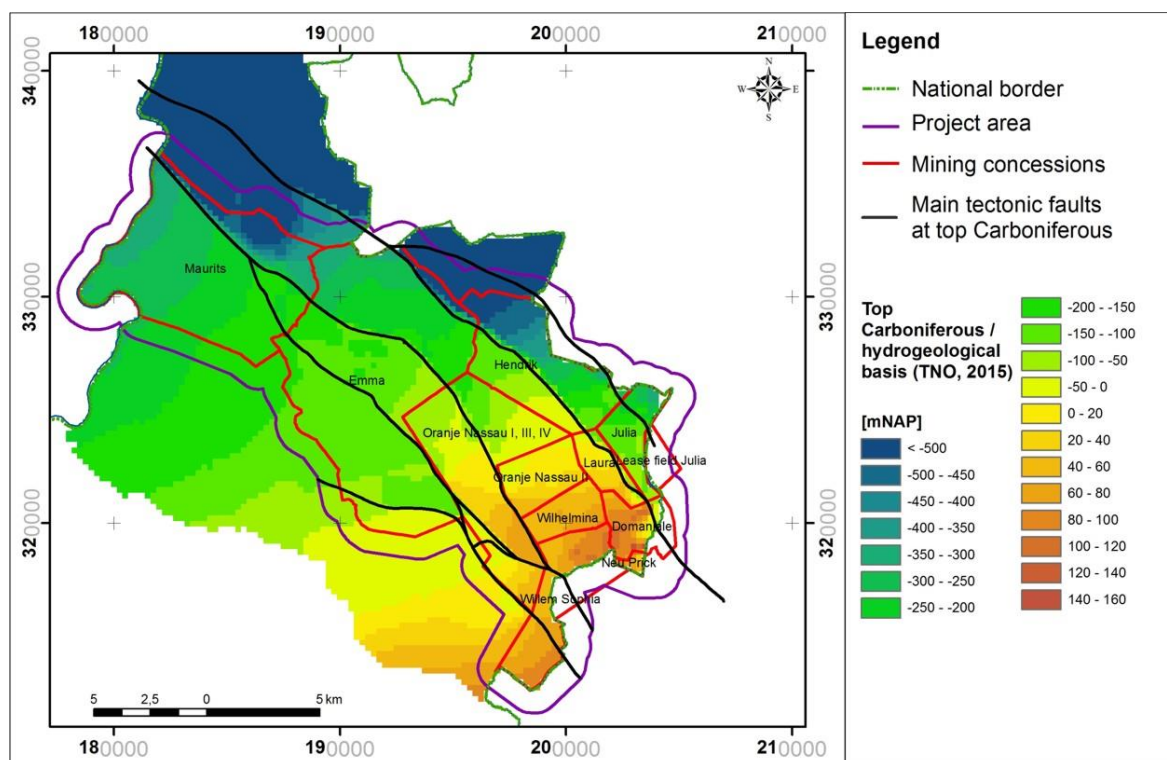 180000 190000 200000 210000
340000
330000
320000
N
W E
S
Maurits
Hendrik
Emma
Oranje Nassau I, III, IV
Julia
Laura
Lease field Julia
Oranje Nassau II
Wilhelmina
Domaniale
Neu Prick
Willem Sophia
5 2,5 0 5 km
180000 190000 200000 210000
Legend
National border
Project area
Mining concessions
Main tectonic faults
at top Carboniferous
Top
Carboniferous /
hydrogeological
basis (TNO, 2015)
[mNAP]
< -500
-500 - -450
-450 - -400
-400 - -350
-350 - -300
-300 - -250
-250 - -200
-200 - -150
-150 - -100
-100 - -50
-50 - 0
0 - 20
20 - 40
40 - 60
60 - 80
80 - 100
100 - 120
120 - 140
140 - 160